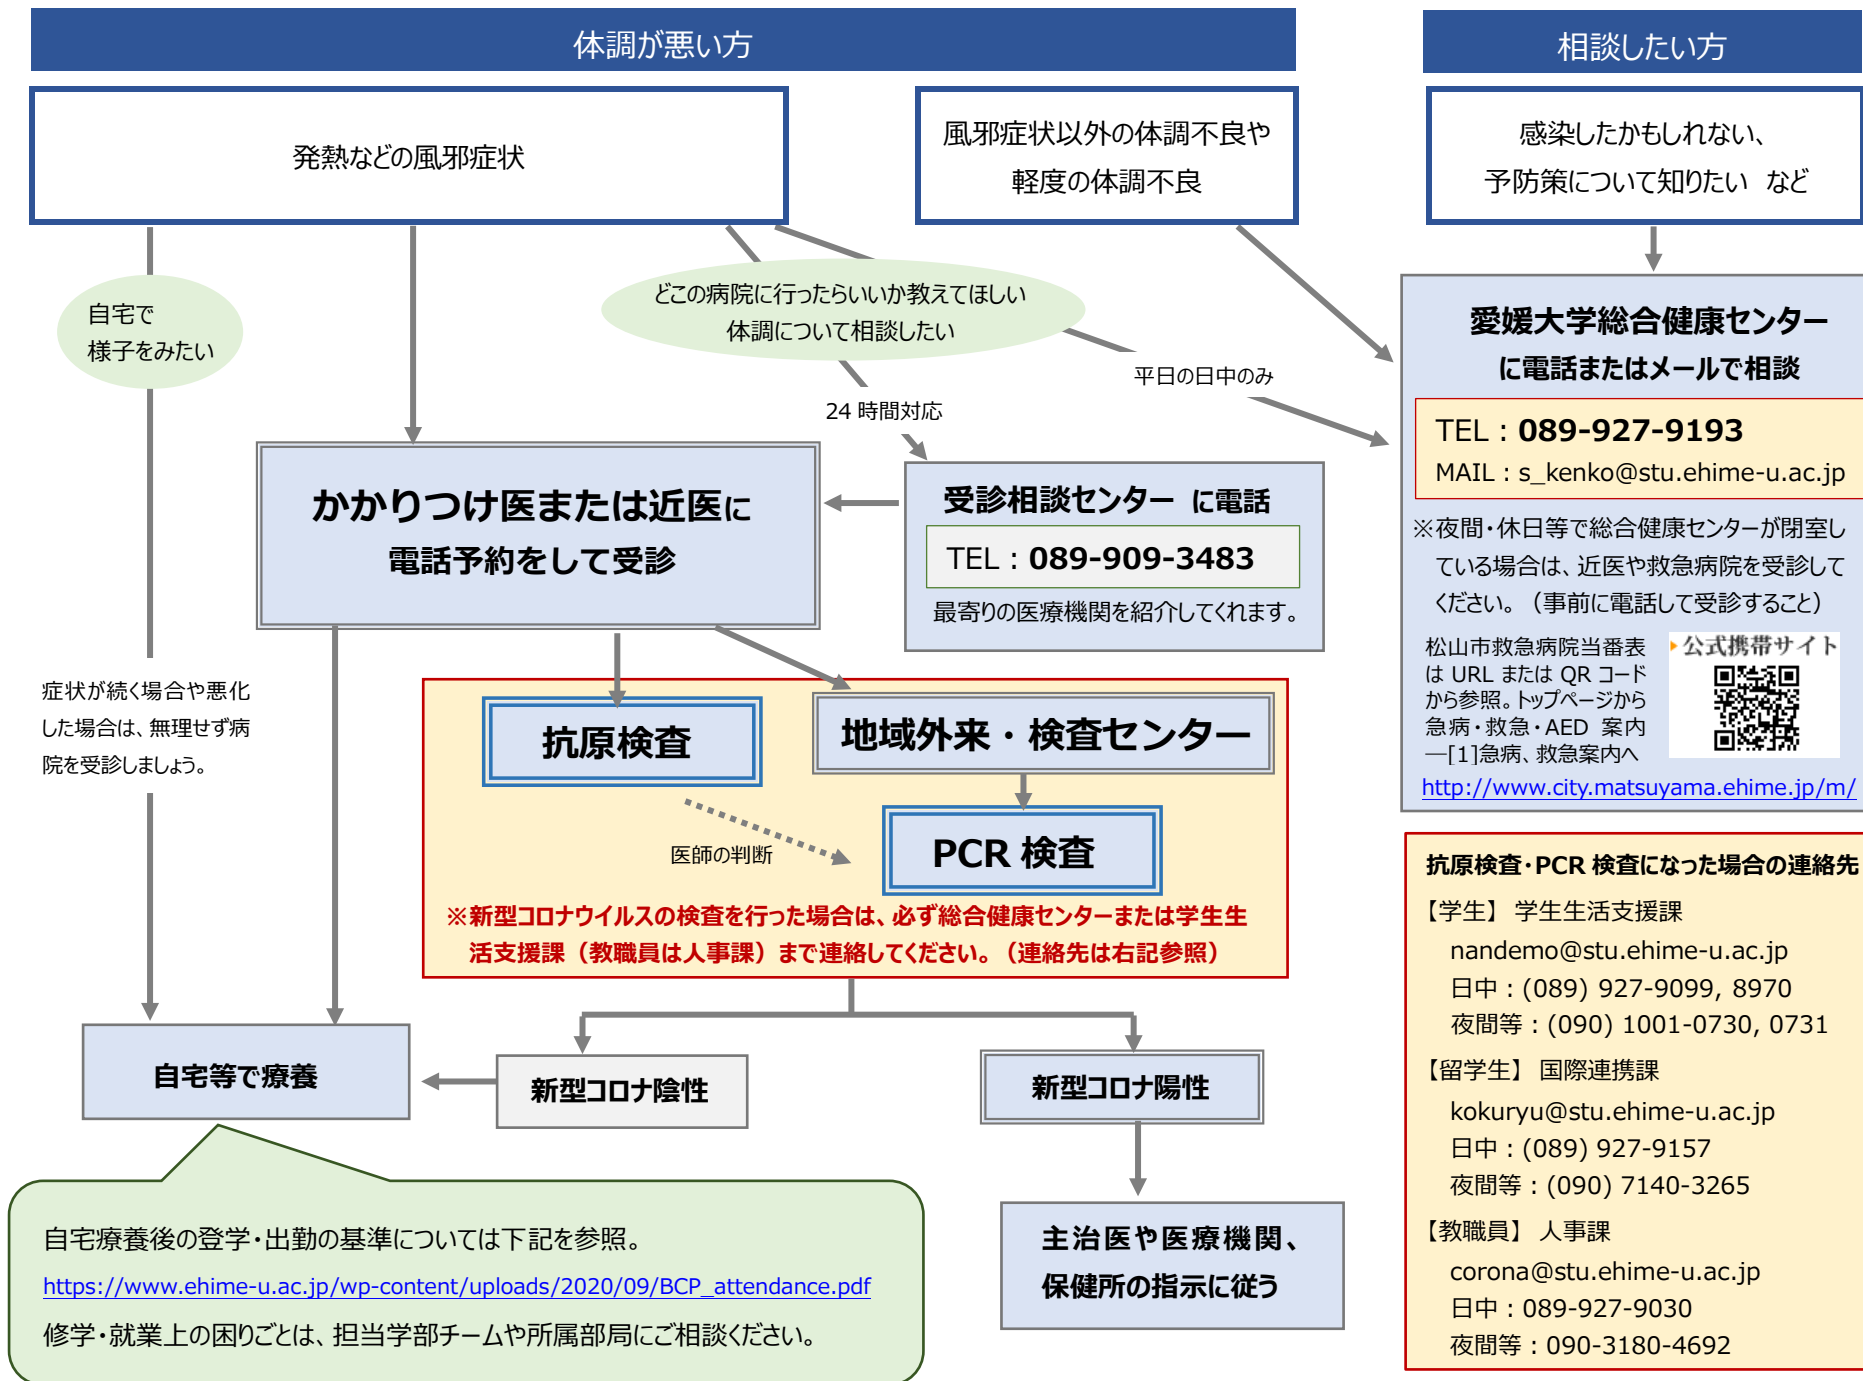 体調が悪い方
相談したい方
発熱などの風邪症状
風邪症状以外の体調不良や
軽度の体調不良
感染したかもしれない、
予防策について知りたい など
自宅で
様子をみたい
どこの病院に行ったらいいか教えてほしい
体調について相談したい
平日の日中のみ
24 時間対応
かかりつけ医または近医に
電話予約をして受診
受診相談センター に電話
TEL：089-909-3483
最寄りの医療機関を紹介してくれます。
愛媛大学総合健康センター
に電話またはメールで相談
TEL：089-927-9193
MAIL：s_kenko@stu.ehime-u.ac.jp
※夜間・休日等で総合健康センターが閉室し
ている場合は、近医や救急病院を受診して
ください。（事前に電話して受診すること）
松山市救急病院当番表
は URL または QR コード
から参照。トップページから
急病・救急・AED 案内
―[1]急病、救急案内へ
公式携帯サイト
http://www.city.matsuyama.ehime.jp/m/
症状が続く場合や悪化
した場合は、無理せず病
院を受診しましょう。
抗原検査
地域外来・検査センター
医師の判断
PCR 検査
※新型コロナウイルスの検査を行った場合は、必ず総合健康センターまたは学生生
活支援課（教職員は人事課）まで連絡してください。（連絡先は右記参照）
自宅等で療養
新型コロナ陰性
新型コロナ陽性
主治医や医療機関、
保健所の指示に従う
自宅療養後の登学・出勤の基準については下記を参照。
https://www.ehime-u.ac.jp/wp-content/uploads/2020/09/BCP_attendance.pdf
修学・就業上の困りごとは、担当学部チームや所属部局にご相談ください。
抗原検査・PCR 検査になった場合の連絡先
【学生】 学生生活支援課
nandemo@stu.ehime-u.ac.jp
日中：(089) 927-9099, 8970
夜間等：(090) 1001-0730, 0731
【留学生】 国際連携課
kokuryu@stu.ehime-u.ac.jp
日中：(089) 927-9157
夜間等：(090) 7140-3265
【教職員】 人事課
corona@stu.ehime-u.ac.jp
日中：089-927-9030
夜間等：090-3180-4692